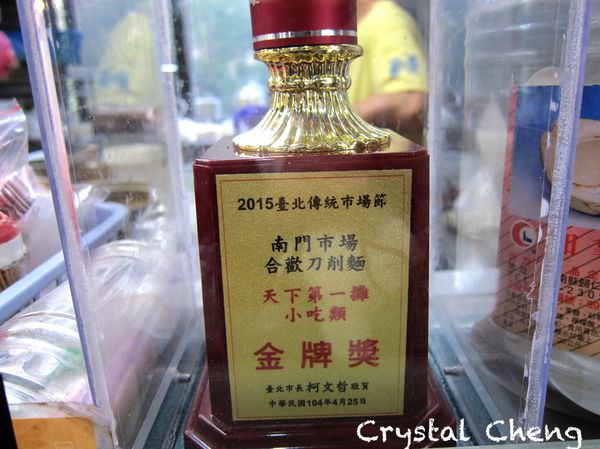 2015臺北傳統市場節
南門市場
合歡刀削麵
天下第一攤
小吃類
金牌獎
臺北市長柯文哲敬賀
中華民國104年4月25日
Crystal Cheng